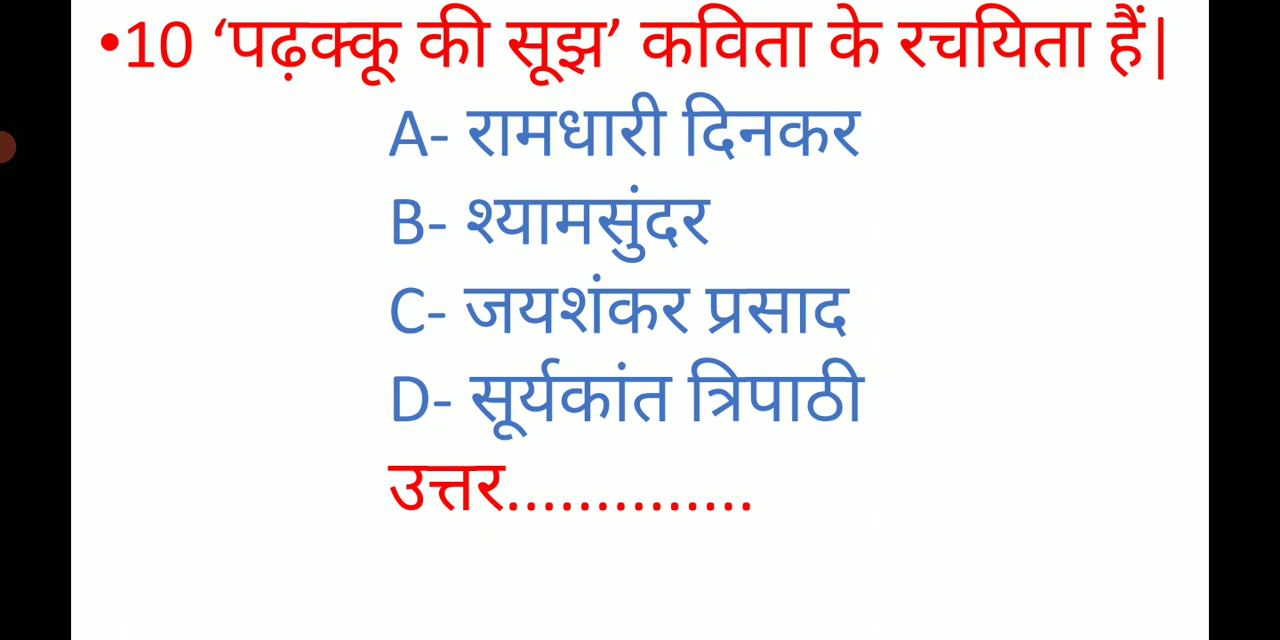 •10 ‘पढ़क्कू की सूझ’ कविता के रचयिता हैं|
A- रामधारी दिनकर
B- श्यामसुंदर
C- जयशंकर प्रसाद
D- सूर्यकांत त्रिपाठी
उत्तर..............